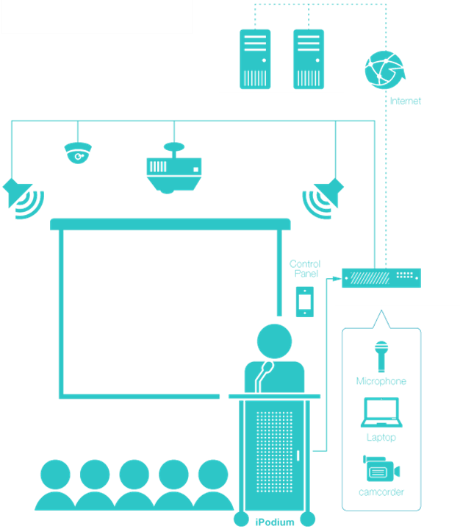 Internet
Control
Panel
Microphone
Laptop
camcorder
iPodium